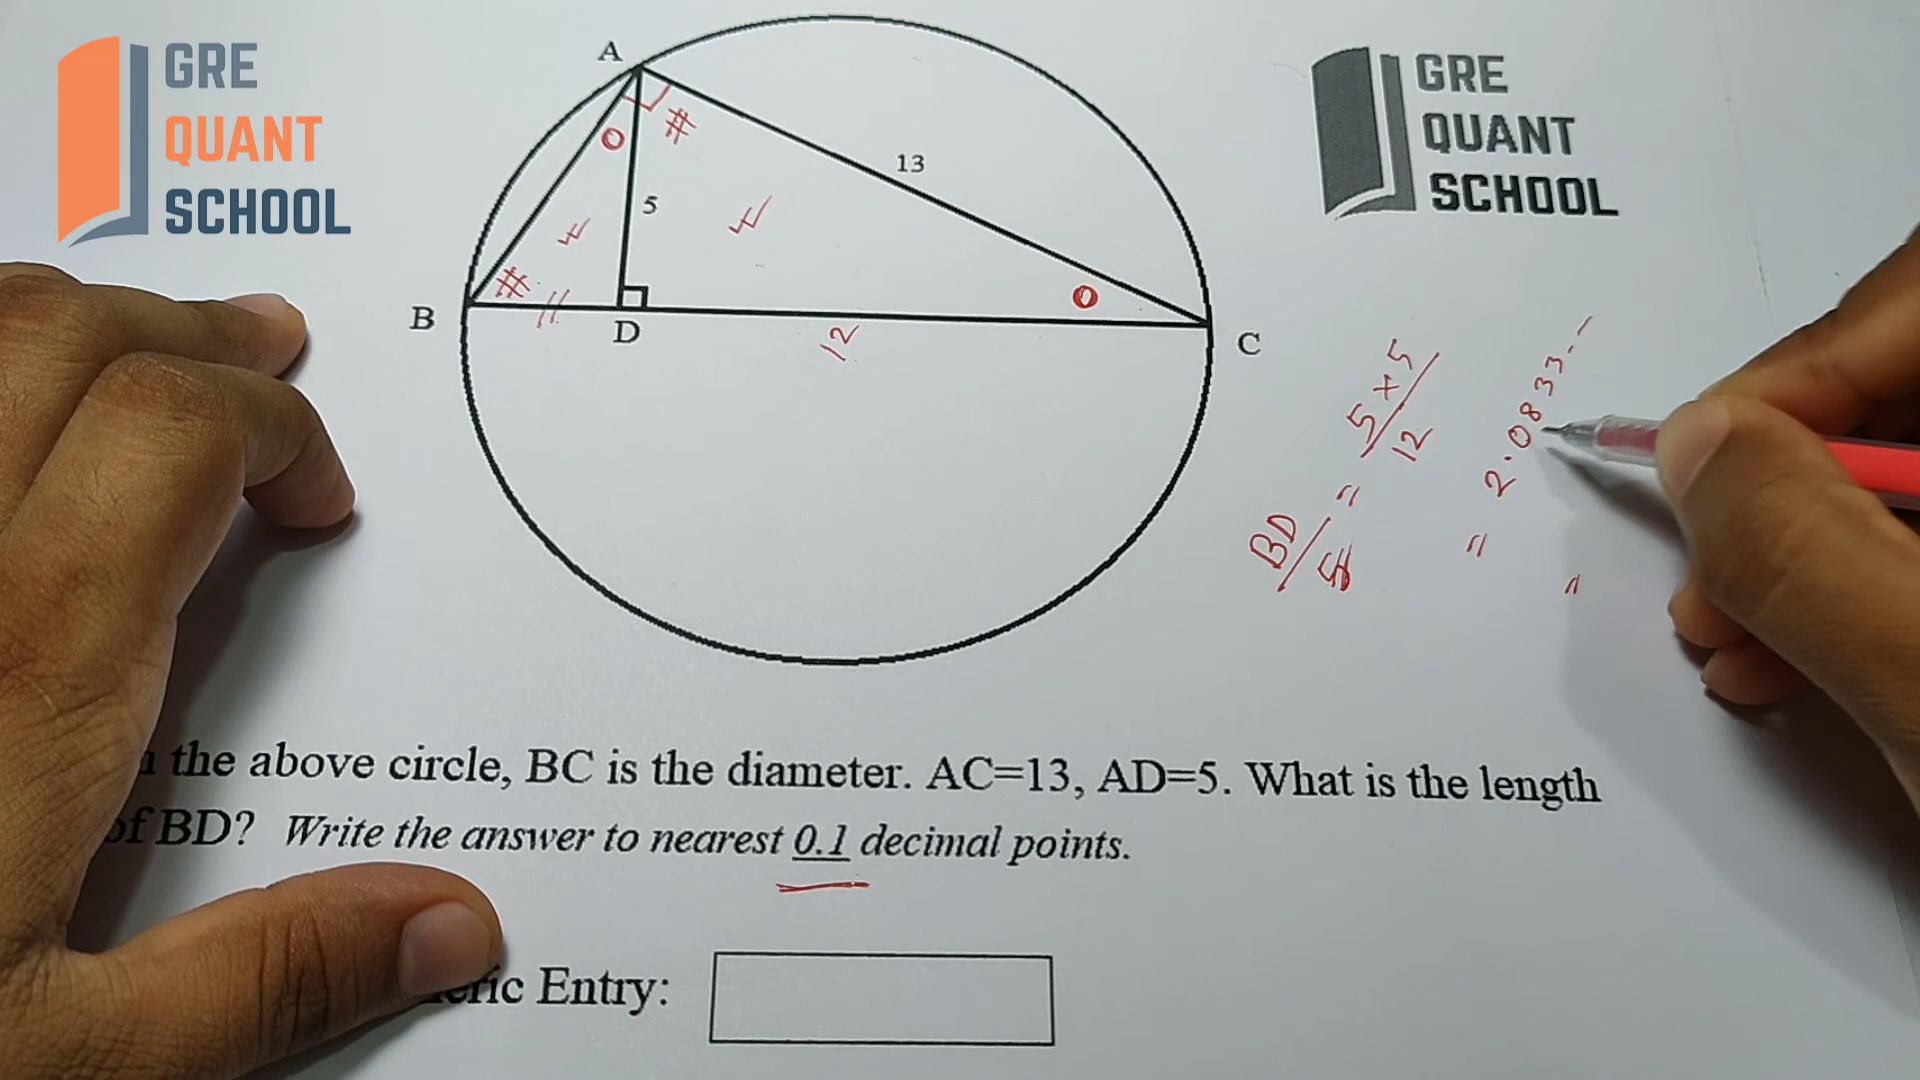 GRE
QUANT
SCHOOL
GRE
QUANT
SCHOOL
A
O
#
13
5
#
B
D
12
O
C
BD/5 = 5×5/12
= 2.0833..
=
the above circle, BC is the diameter. AC=13, AD=5. What is the length
of BD? Write the answer to nearest 0.1 decimal points.
Entry: